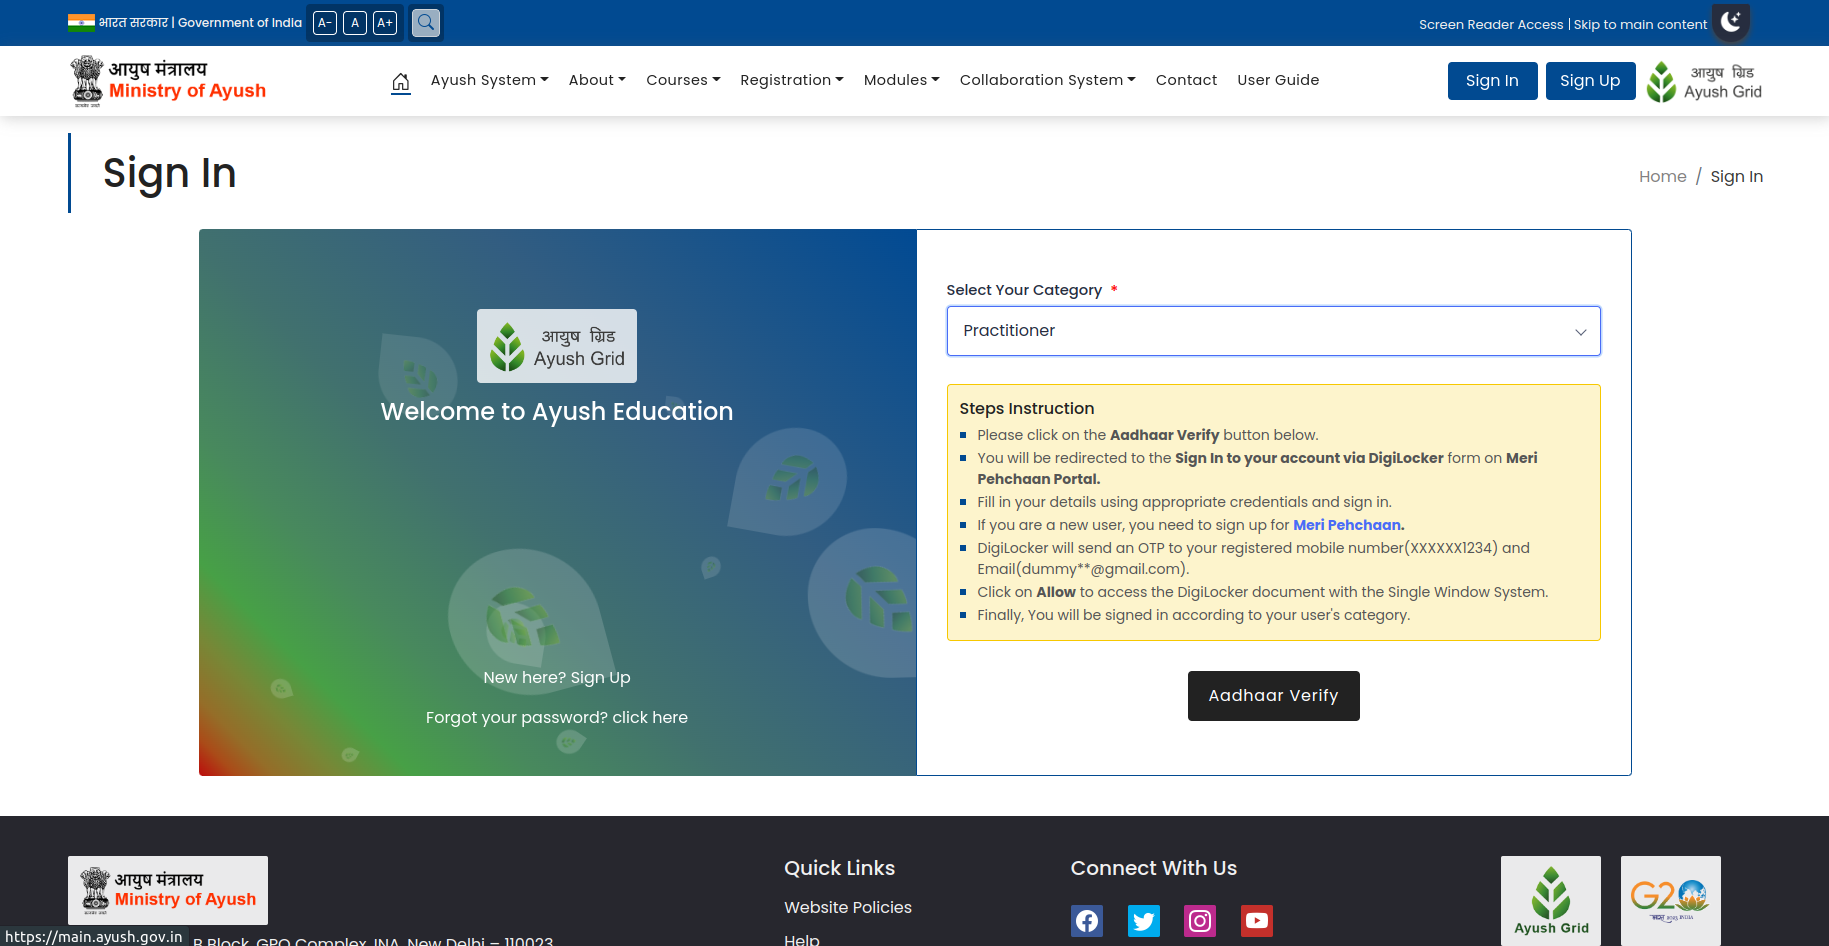 भारत सरकार | Government of India A- A A+
Screen Reader Access | Skip to main content
आयुष मंत्रालय
Ministry of Ayush
Ayush System About Courses Registration Modules Collaboration System Contact User Guide
Sign In Sign Up
आयुष ग्रिड
Ayush Grid
Sign In
Home / Sign In
आयुष ग्रिड
Ayush Grid
Welcome to Ayush Education
New here? Sign Up
Forgot your password? click here
Select Your Category *
Practitioner
Steps Instruction
Please click on the Aadhaar Verify button below.
You will be redirected to the Sign In to your account via DigiLocker form on Meri
Pehchaan Portal.
Fill in your details using appropriate credentials and sign in.
If you are a new user, you need to sign up for Meri Pehchaan.
DigiLocker will send an OTP to your registered mobile number(XXXXXX1234) and
Email(dummy**@gmail.com).
Click on Allow to access the DigiLocker document with the Single Window System.
Finally, You will be signed in according to your user's category.
Aadhaar Verify
आयुष मंत्रालय
Ministry of Ayush
B Block, GPO Complex, INA, New Delhi – 110023
Quick Links
Website Policies
Help
Connect With Us
Ayush Grid
G20
भारत 2023 INDIA
https://main.ayush.gov.in